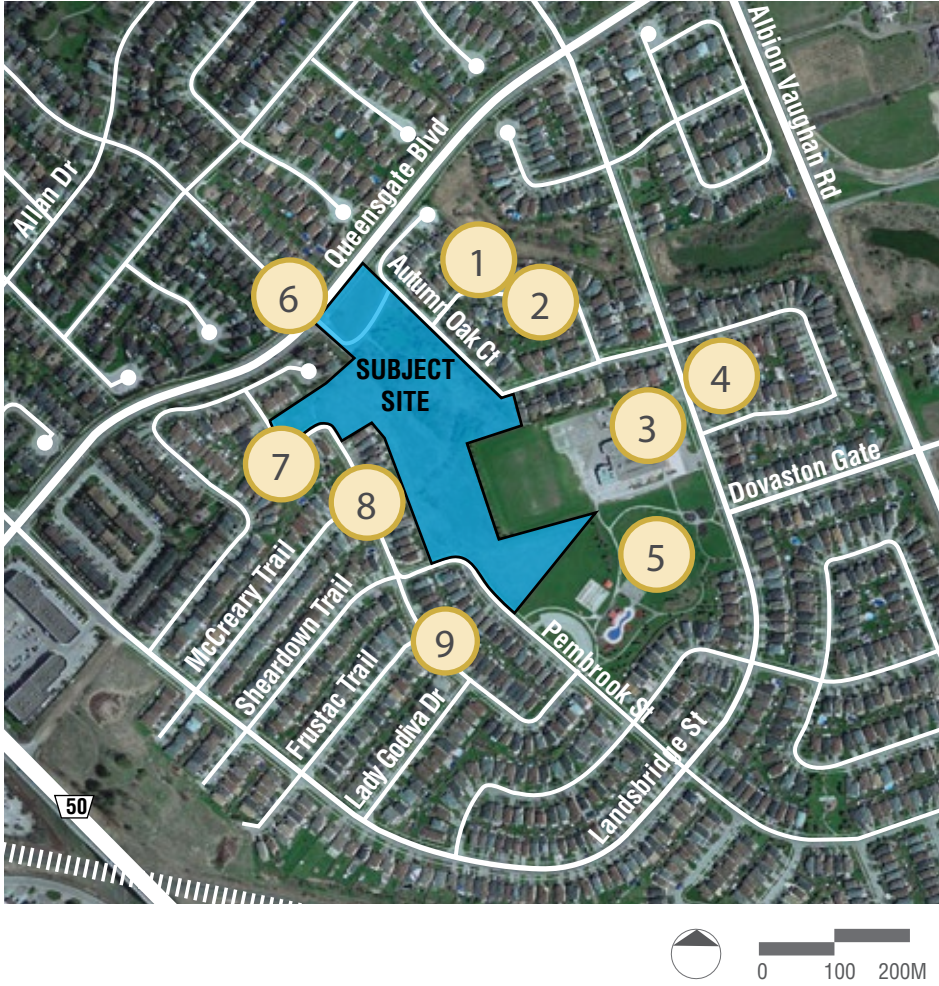 Albion Vaughan Rd
Queensgate Blvd
Allan Dr
1
2
6
Autumn Oak Ct
SUBJECT
SITE
4
3
7
8
Dovaston Gate
5
McCreary Trail
Sheardown Trail
9
Pembrook St
Frustac Trail
Lady Godiva Dr
Landsbridge St
50
0 100 200M